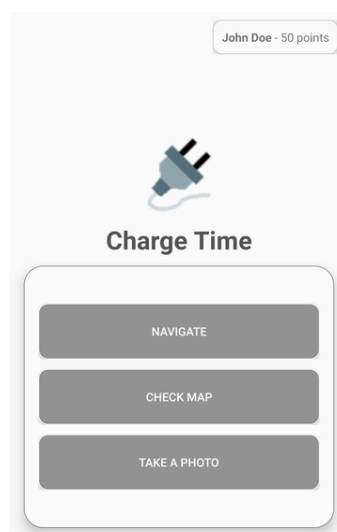 John Doe - 50 points
Charge Time
NAVIGATE
CHECK MAP
TAKE A PHOTO